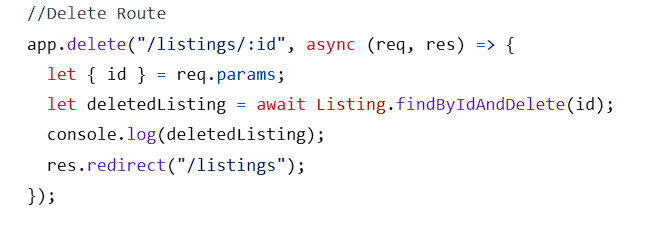 //Delete Route
app.delete("/listings/:id", async (req, res) => {
  let { id } = req.params;
  let deletedListing = await Listing.findByIdAndDelete(id);
  console.log(deletedListing);
  res.redirect("/listings");
});